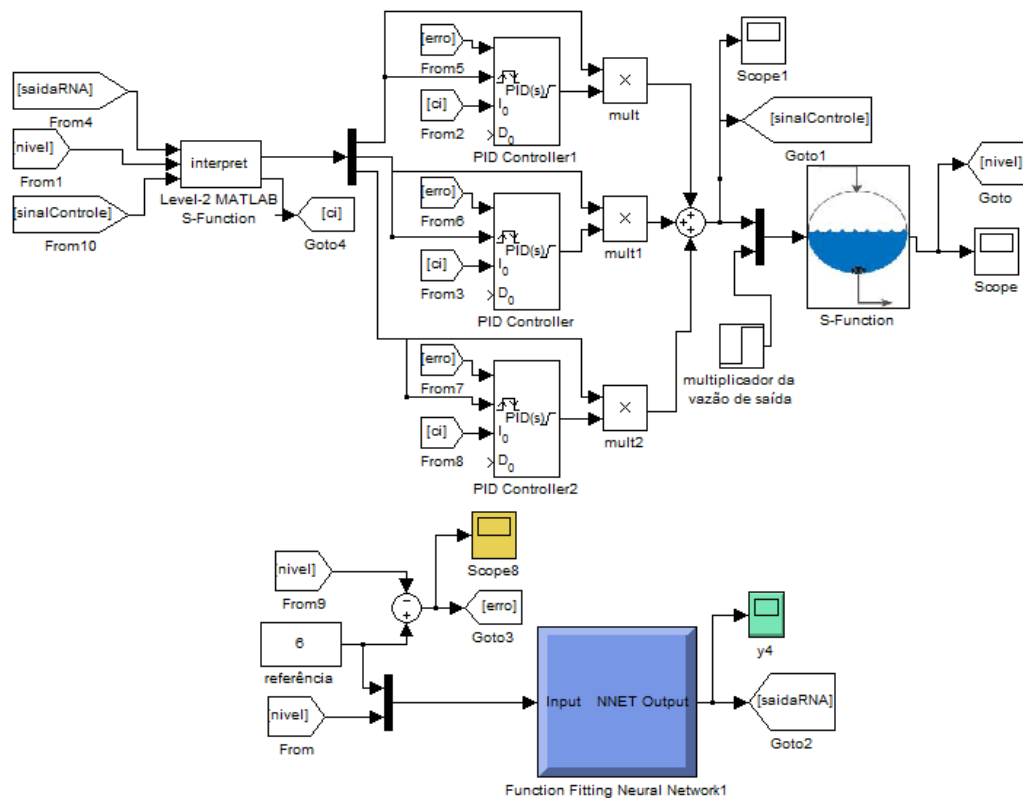 [saidaRNA]
From4
[nivel]
From1
[sinalControle]
From10
interpret
Level-2 MATLAB
S-Function
[ci]
Goto4
[erro]
From5
[ci]
From2
PID(s)
I0
D0
PID Controller1
mult
[erro]
From6
[ci]
From3
PID(s)
I0
D0
PID Controller
mult1
[erro]
From7
[ci]
From8
PID(s)
I0
D0
PID Controller2
mult2
Scope1
[sinalControle]
Goto1
multiplicador da
vazão de saída
S-Function
[nivel]
Goto
Scope
[nivel]
From9
Scope8
[erro]
Goto3
6
referência
[nivel]
From
Input
NNET Output
Function Fitting Neural Network1
y4
[saidaRNA]
Goto2